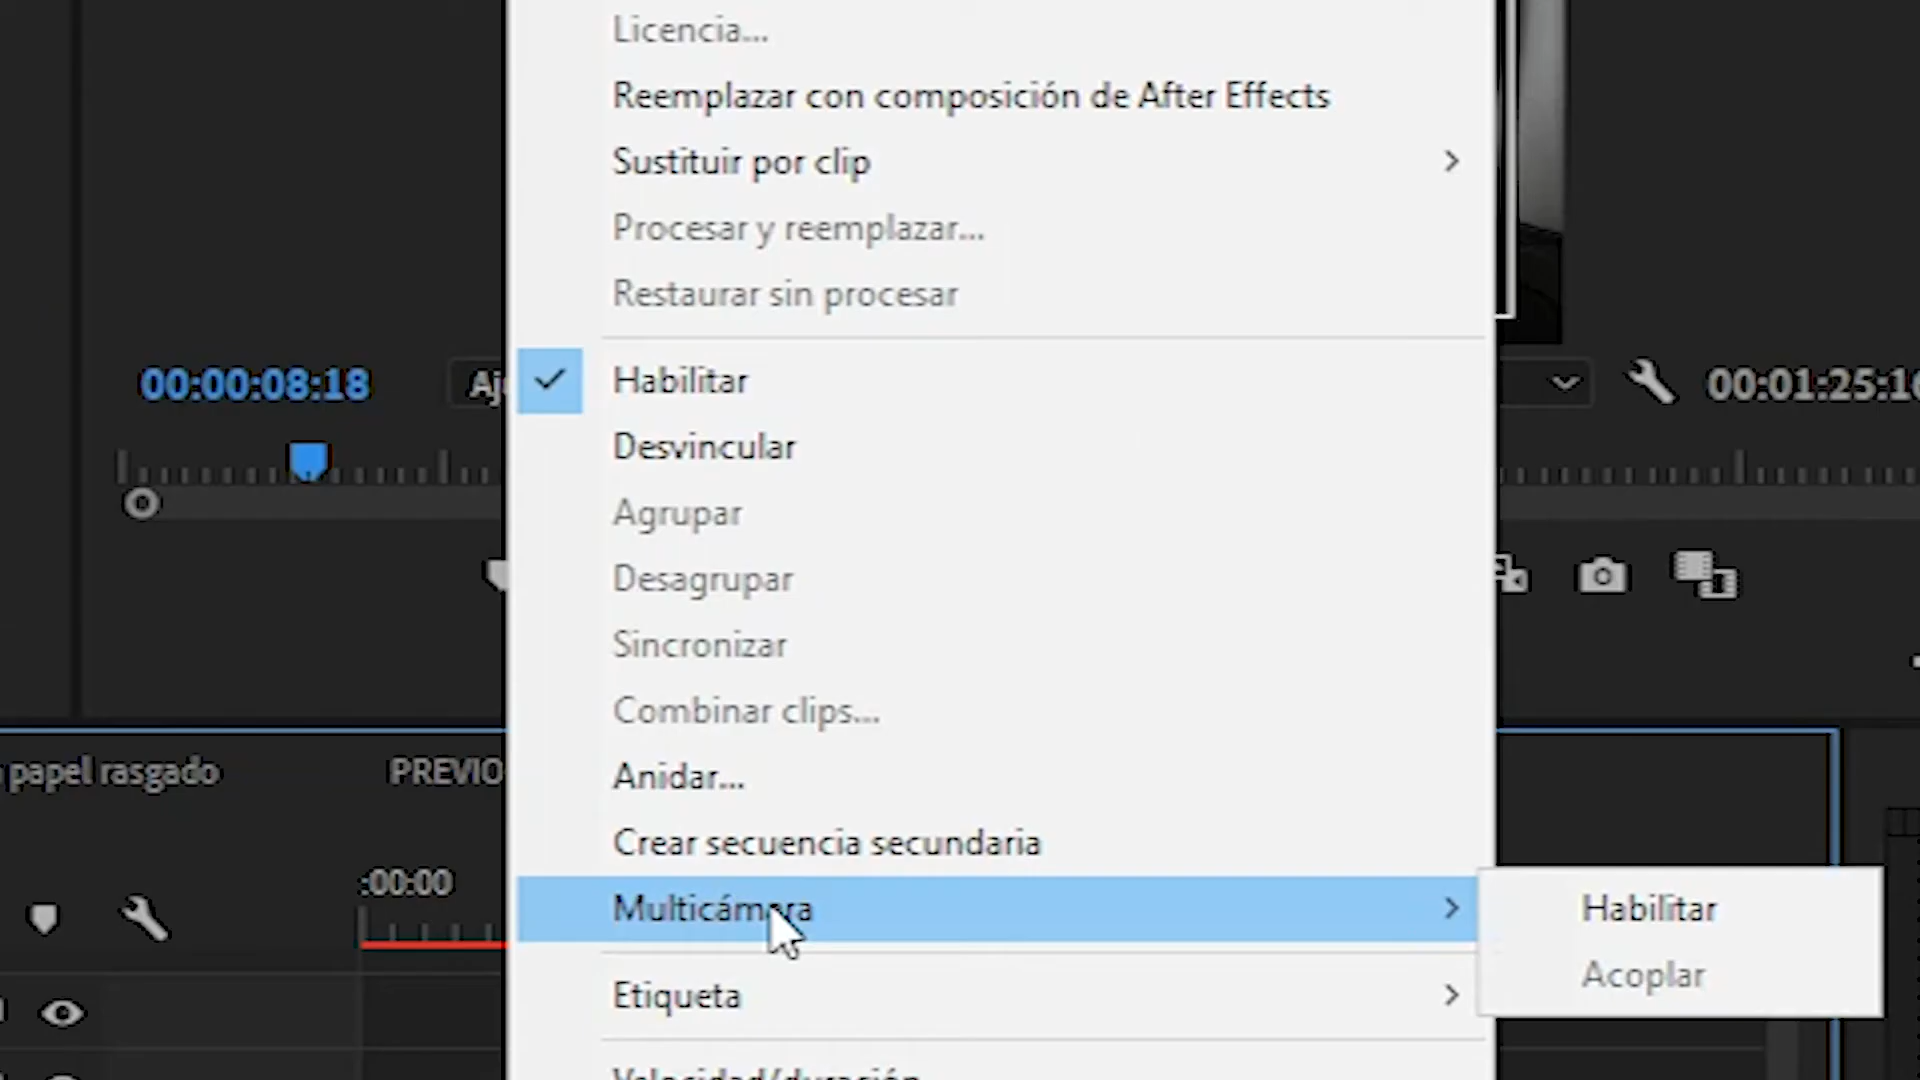 Licencia...
Reemplazar con composición de After Effects
Sustituir por clip
Procesar y reemplazar...
Restaurar sin procesar
Habilitar
00:00:08:18
00:01:25:16
Desvincular
Agrupar
Desagrupar
Sincronizar
Combinar clips...
papel rasgado
PREVIO
Anidar...
Crear secuencia secundaria
:00:00
Multicámara
Habilitar
Acoplar
Etiqueta
Velocidad/duración